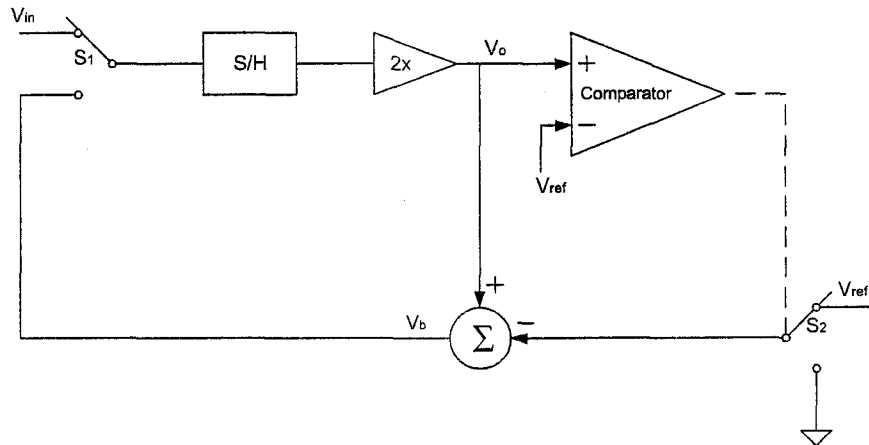 Vin
S1
S/H
2x
Vo
+
Comparator
−
Vref
+
Vb
Σ
−
Vref
S2